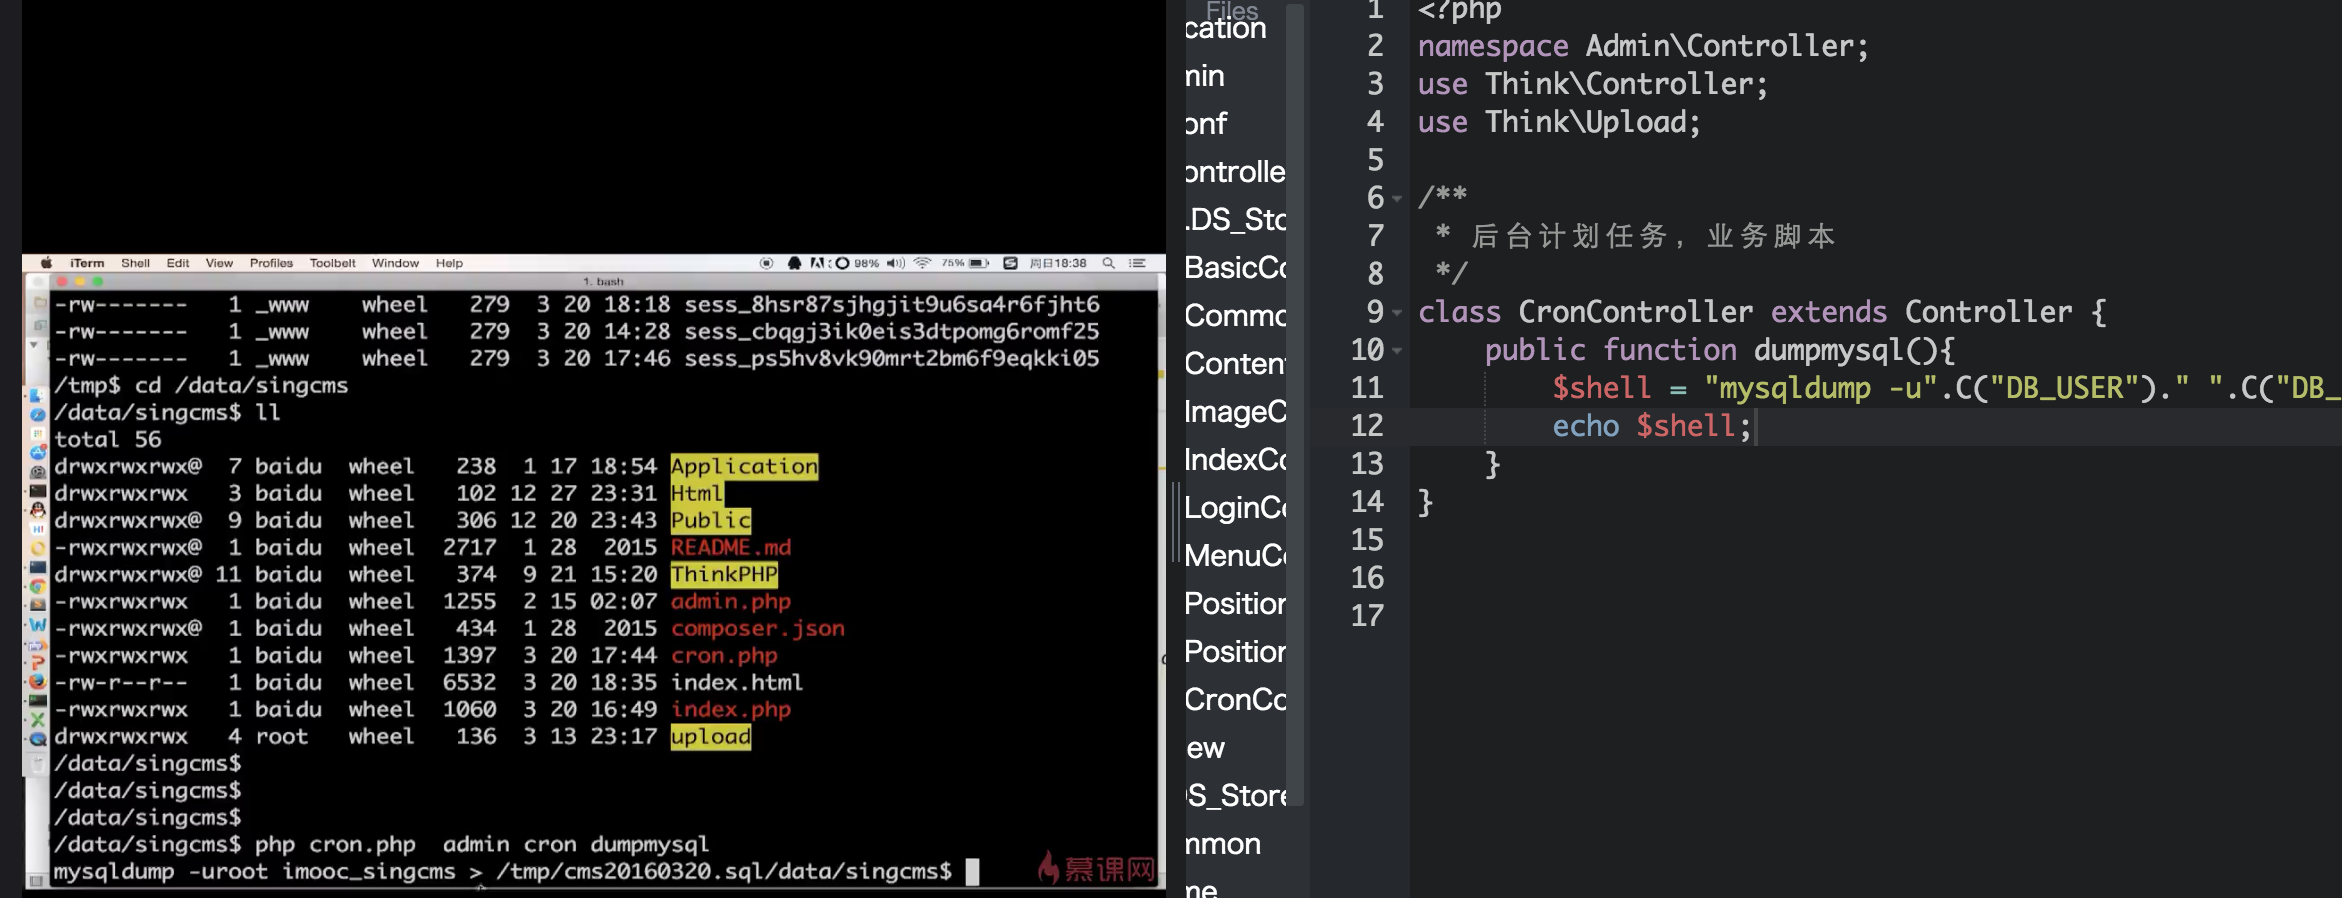 iTerm Shell Edit View Profiles Toolbelt Window Help 98% 75% 周日18:38
1. bash
-rw------- 1 _www wheel 279 3 20 18:18 sess_8hsr87sjhgjit9u6sa4r6fjht6
-rw------- 1 _www wheel 279 3 20 14:28 sess_cbqgj3ik0eis3dtpomg6romf25
-rw------- 1 _www wheel 279 3 20 17:46 sess_ps5hv8vk90mrt2bm6f9eqkki05
/tmp$ cd /data/singcms
/data/singcms$ ll
total 56
drwxrwxrwx@ 7 baidu wheel 238 1 17 18:54 Application
drwxrwxrwx 3 baidu wheel 102 12 27 23:31 Html
drwxrwxrwx@ 9 baidu wheel 306 12 20 23:43 Public
-rwxrwxrwx@ 1 baidu wheel 2717 1 28 2015 README.md
drwxrwxrwx@ 11 baidu wheel 374 9 21 15:20 ThinkPHP
-rwxrwxrwx 1 baidu wheel 1255 2 15 02:07 admin.php
-rwxrwxrwx@ 1 baidu wheel 434 1 28 2015 composer.json
-rwxrwxrwx 1 baidu wheel 1397 3 20 17:44 cron.php
-rw-r--r-- 1 baidu wheel 6532 3 20 18:35 index.html
-rwxrwxrwx 1 baidu wheel 1060 3 20 16:49 index.php
drwxrwxrwx 4 root wheel 136 3 13 23:17 upload
/data/singcms$
/data/singcms$
/data/singcms$
/data/singcms$ php cron.php admin cron dumpmysql
mysqldump -uroot imooc_singcms > /tmp/cms20160320.sql/data/singcms$
慕课网
Files
cation
min
onf
ontrolle
.DS_Sto
BasicCo
Commo
Conten
ImageC
IndexCo
LoginCo
MenuCo
Position
Position
CronCo
ew
DS_Store
mmon
me
1 <?php
2 namespace Admin\Controller;
3 use Think\Controller;
4 use Think\Upload;
5
6 /**
7 * 后台计划任务，业务脚本
8 */
9 class CronController extends Controller {
10 public function dumpmysql(){
11 $shell = "mysqldump -u".C("DB_USER")." ".C("DB_
12 echo $shell;
13 }
14 }
15
16
17